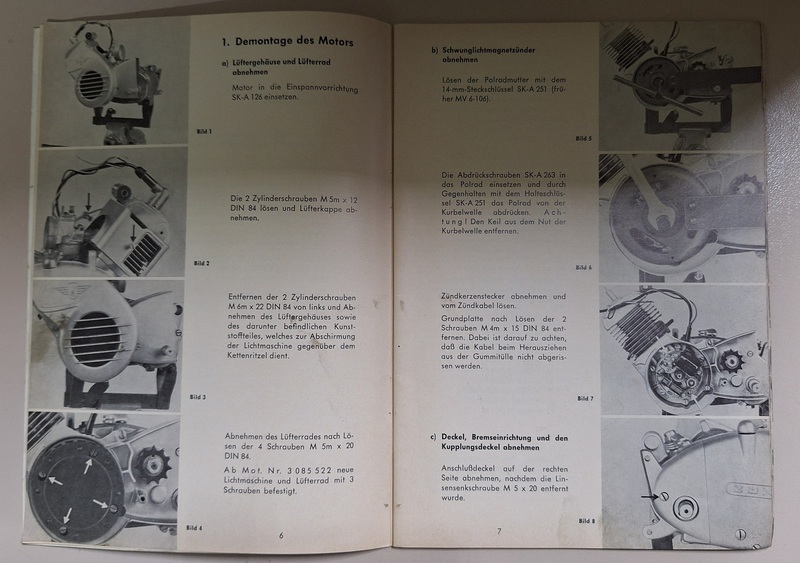 1. Demontage des Motors
a) Lüftergehäuse und Lüfterrad
abnehmen
Motor in die Einspannvorrichtung
SK-A 126 einsetzen.
Bild 1
Die 2 Zylinderschrauben M 5m x 12
DIN 84 lösen und Lüfterkappe ab-
nehmen.
Bild 2
Entfernen der 2 Zylinderschrauben
M 6m x 22 DIN 84 von links und Ab-
nehmen des Lüftergehäuses sowie
des darunter befindlichen Kunst-
stoffteiles, welches zur Abschirmung
der Lichtmaschine gegenüber dem
Kettenritzel dient.
Bild 3
Abnehmen des Lüfterrades nach Lö-
sen der 4 Schrauben M 5m x 20
DIN 84.
Ab Mot. Nr. 3 085 522 neue
Lichtmaschine und Lüfterrad mit 3
Schrauben befestigt.
Bild 4
6
b) Schwunglichtmagnetzünder
abnehmen
Lösen der Polradmutter mit dem
14-mm-Steckschlüssel SK-A 251 (frü-
her MV 6-106).
Bild 5
Die Abdrückschrauben SK-A 263 in
das Polrad einsetzen und durch
Gegenhalten mit dem Halteschlüs-
sel SK-A 251 das Polrad von der
Kurbelwelle abdrücken. Ach-
tung! Den Keil aus dem Nut der
Kurbelwelle entfernen.
Bild 6
Zündkerzenstecker abnehmen und
vom Zündkabel lösen.
Grundplatte nach Lösen der 2
Schrauben M 4m x 15 DIN 84 ent-
fernen. Dabei ist darauf zu achten,
daß die Kabel beim Herausziehen
aus der Gummitülle nicht abgeris-
sen werden.
Bild 7
c) Deckel, Bremseinrichtung und den
Kupplungsdeckel abnehmen
Anschlußdeckel auf der rechten
Seite abnehmen, nachdem die Lin-
sensenkschraube M 5 x 20 entfernt
wurde.
Bild 8
7